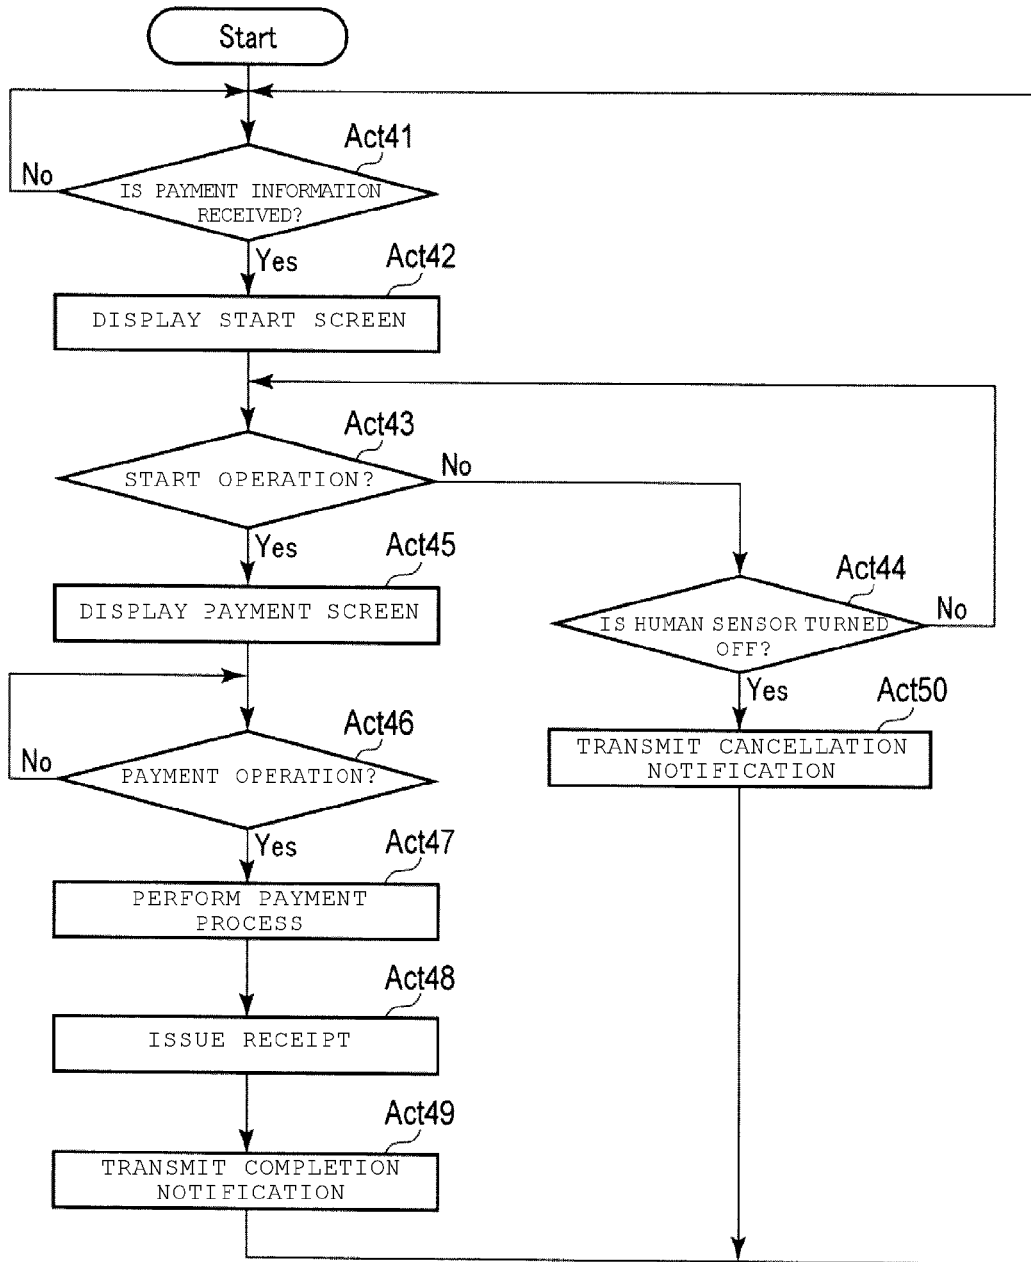 Start
Act41
No
IS PAYMENT INFORMATION
RECEIVED?
Yes
Act42
DISPLAY START SCREEN
Act43
START OPERATION?
No
Yes
Act45
DISPLAY PAYMENT SCREEN
Act44
IS HUMAN SENSOR TURNED
OFF?
No
Yes
Act50
TRANSMIT CANCELLATION
NOTIFICATION
Act46
No
PAYMENT OPERATION?
Yes
Act47
PERFORM PAYMENT
PROCESS
Act48
ISSUE RECEIPT
Act49
TRANSMIT COMPLETION
NOTIFICATION